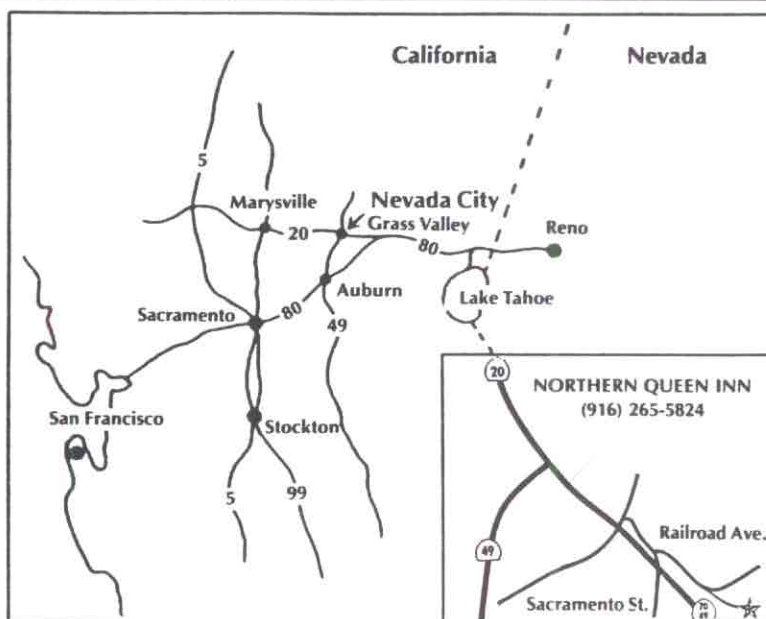 California
Nevada
5
Marysville
Nevada City
20
Grass Valley
80
Reno
Sacramento
80
Auburn
49
Lake Tahoe
San Francisco
Stockton
5
99
20
NORTHERN QUEEN INN
(916) 265-5824
49
Railroad Ave.
Sacramento St.
49